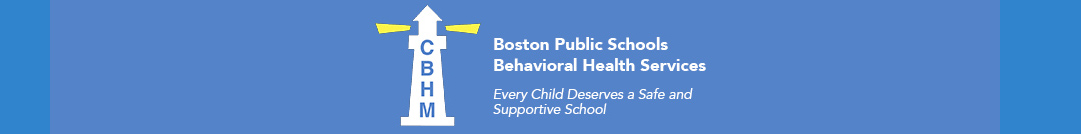 C
B
H
M
Boston Public Schools
Behavioral Health Services
Every Child Deserves a Safe and
Supportive School